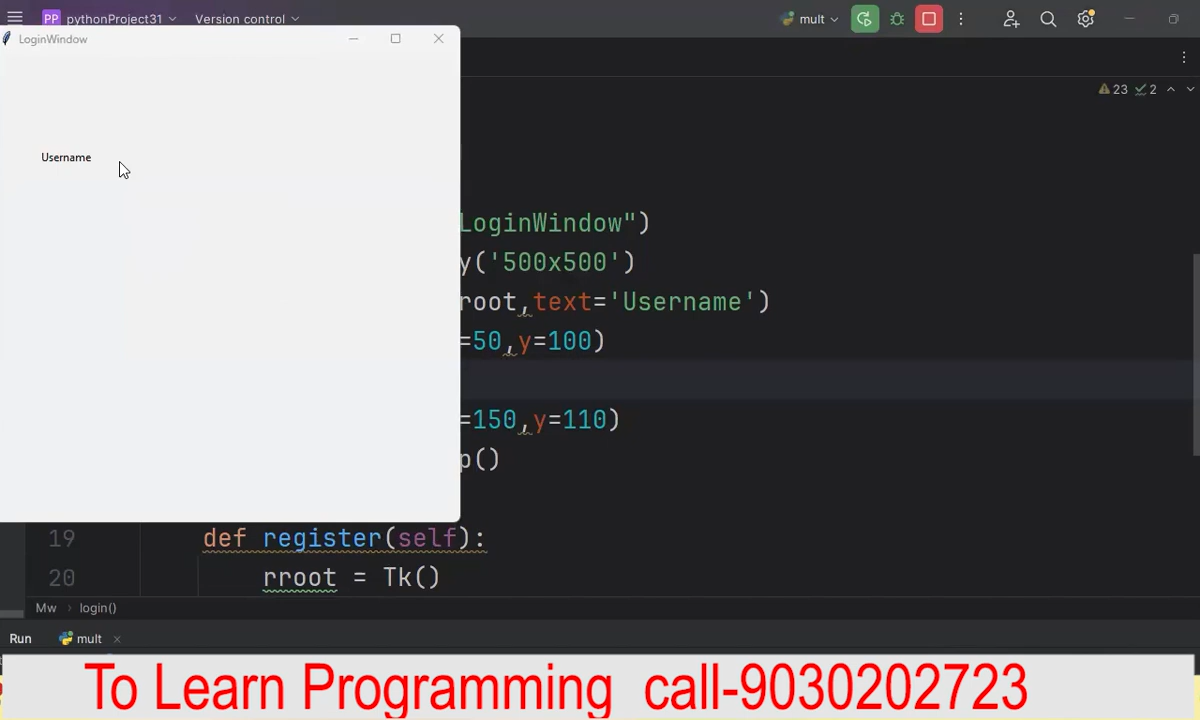 PP pythonProject31 Version control mult
LoginWindow
23 2
Username
LoginWindow")
y('500x500')
root,text='Username')
=50,y=100)
=150,y=110)
p()
19 def register(self):
20 rroot = Tk()
Mw › login()
Run mult ×
To Learn Programming call-9030202723